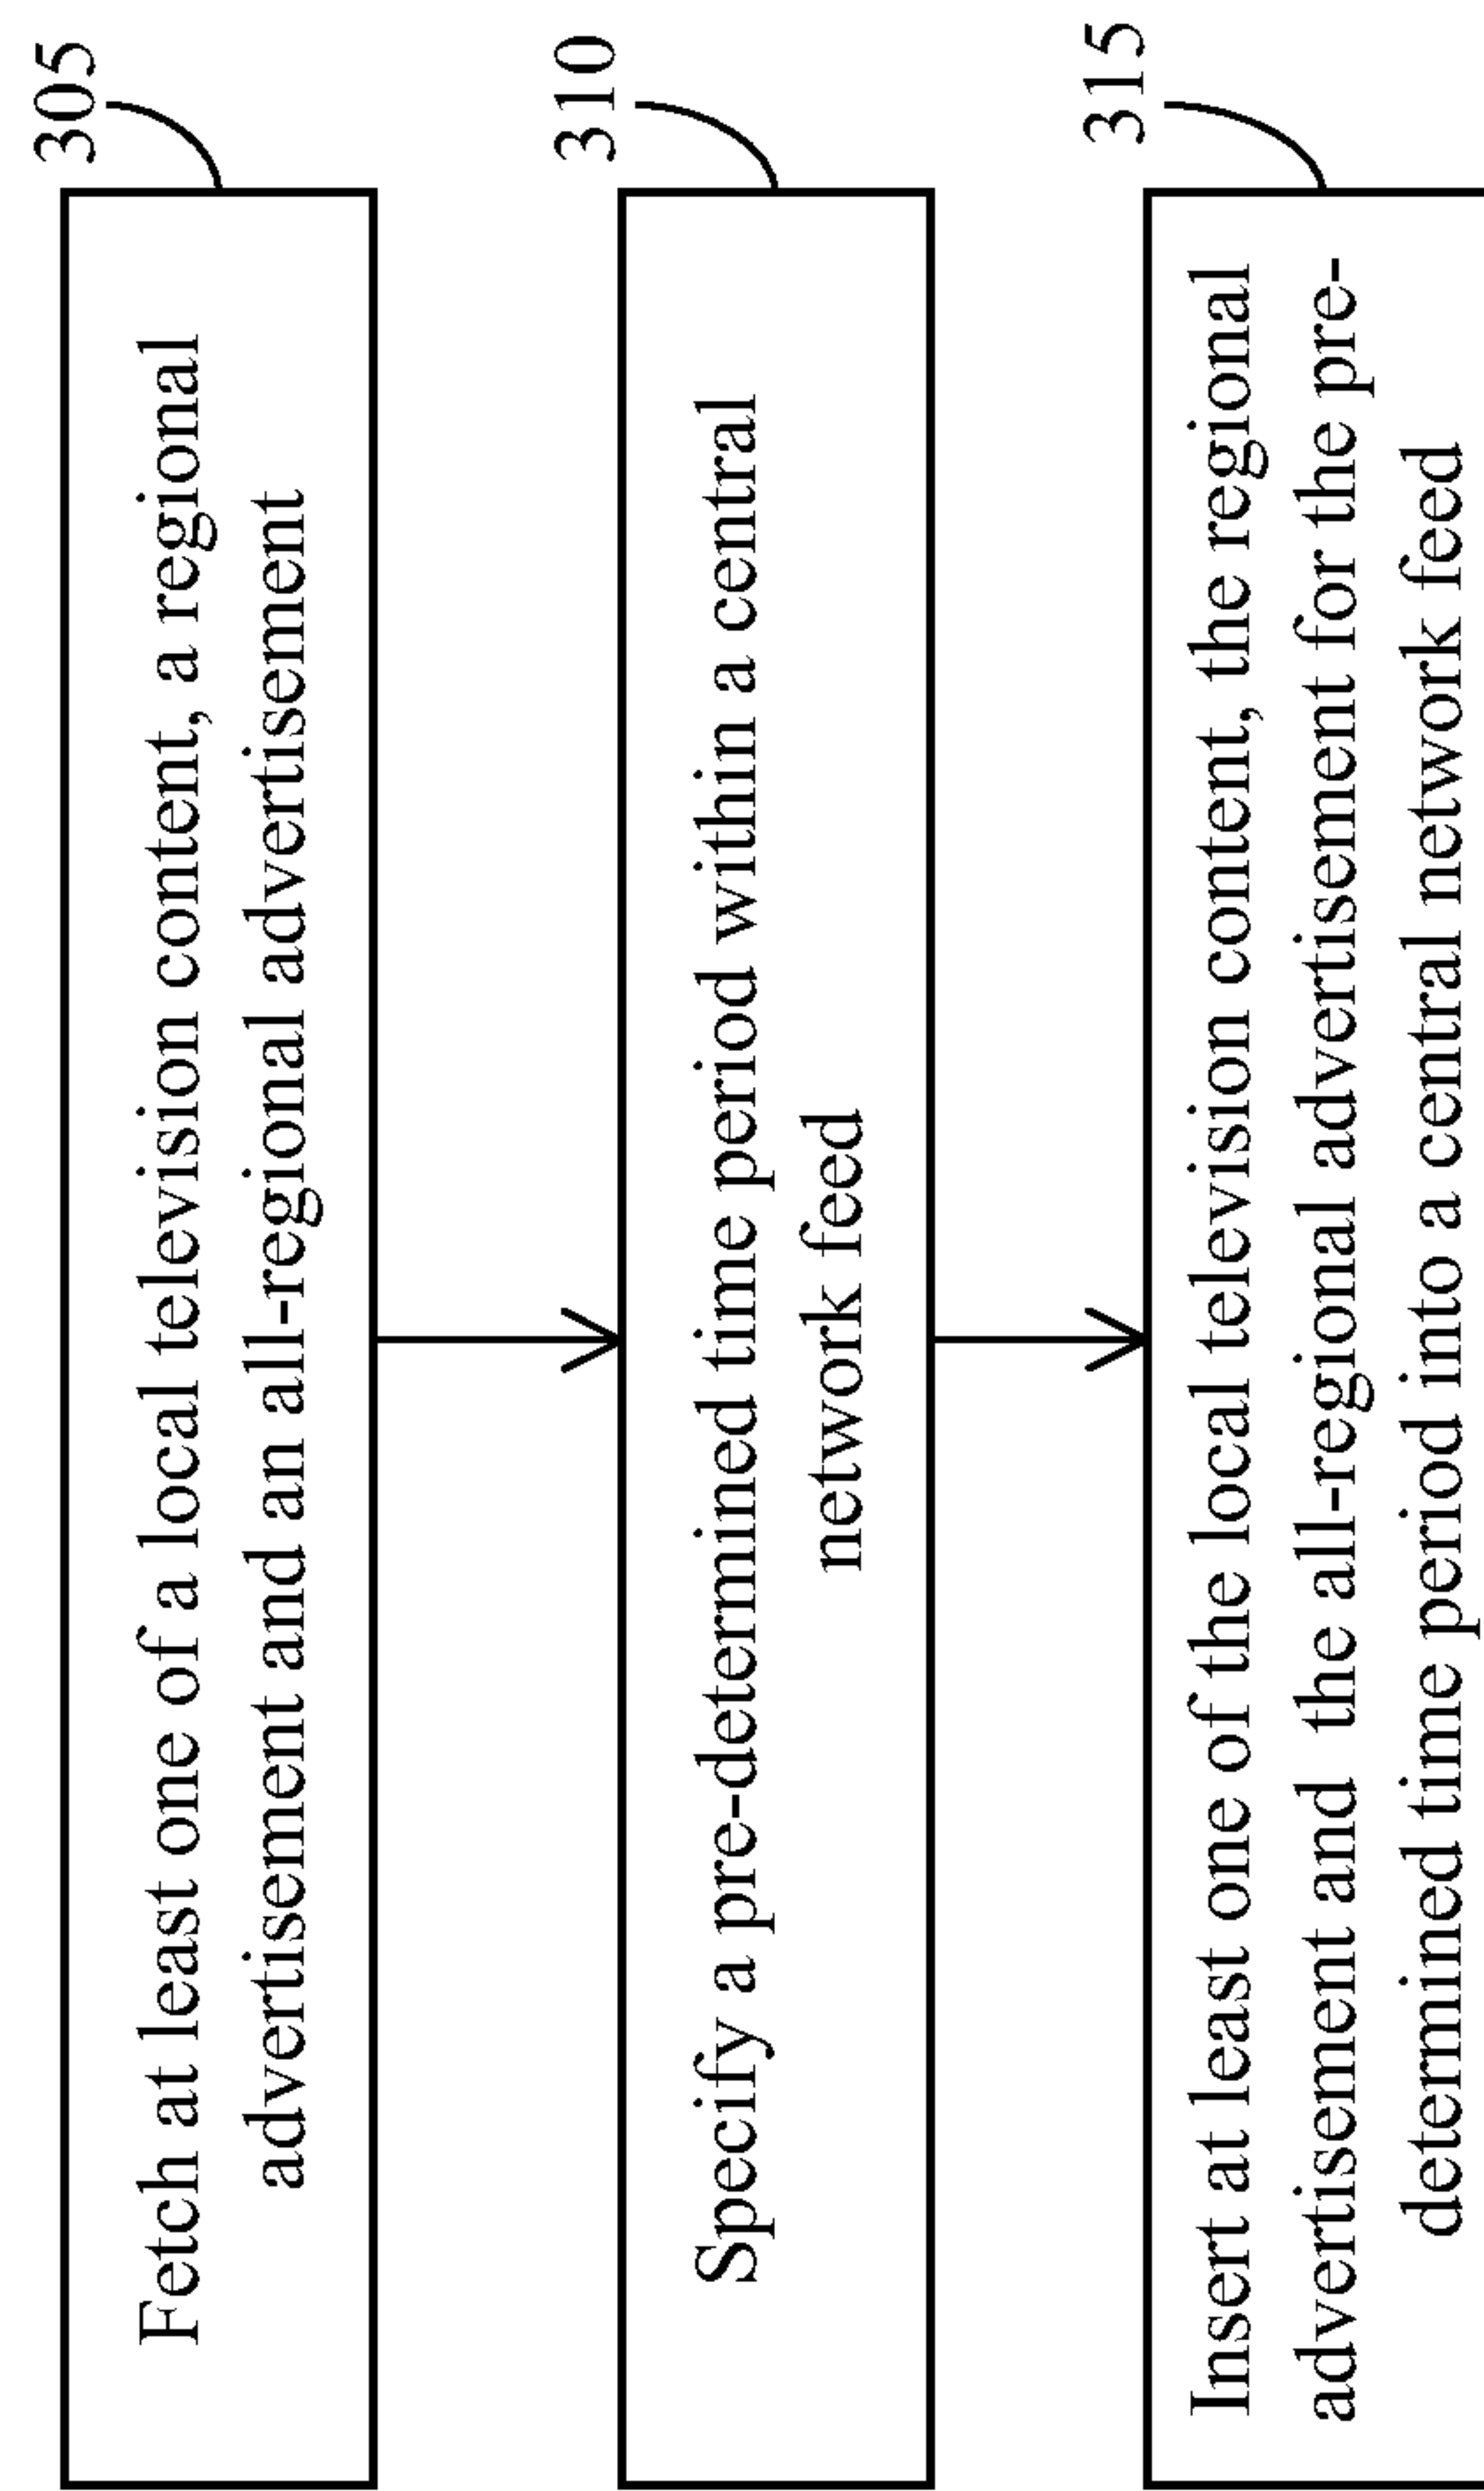 305
Fetch at least one of a local television content, a regional
advertisement and an all-regional advertisement
310
Specify a pre-determined time period within a central
network feed
315
Insert at least one of the local television content, the regional
advertisement and  the all-regional advertisement for the pre-
determined time period into a central network feed